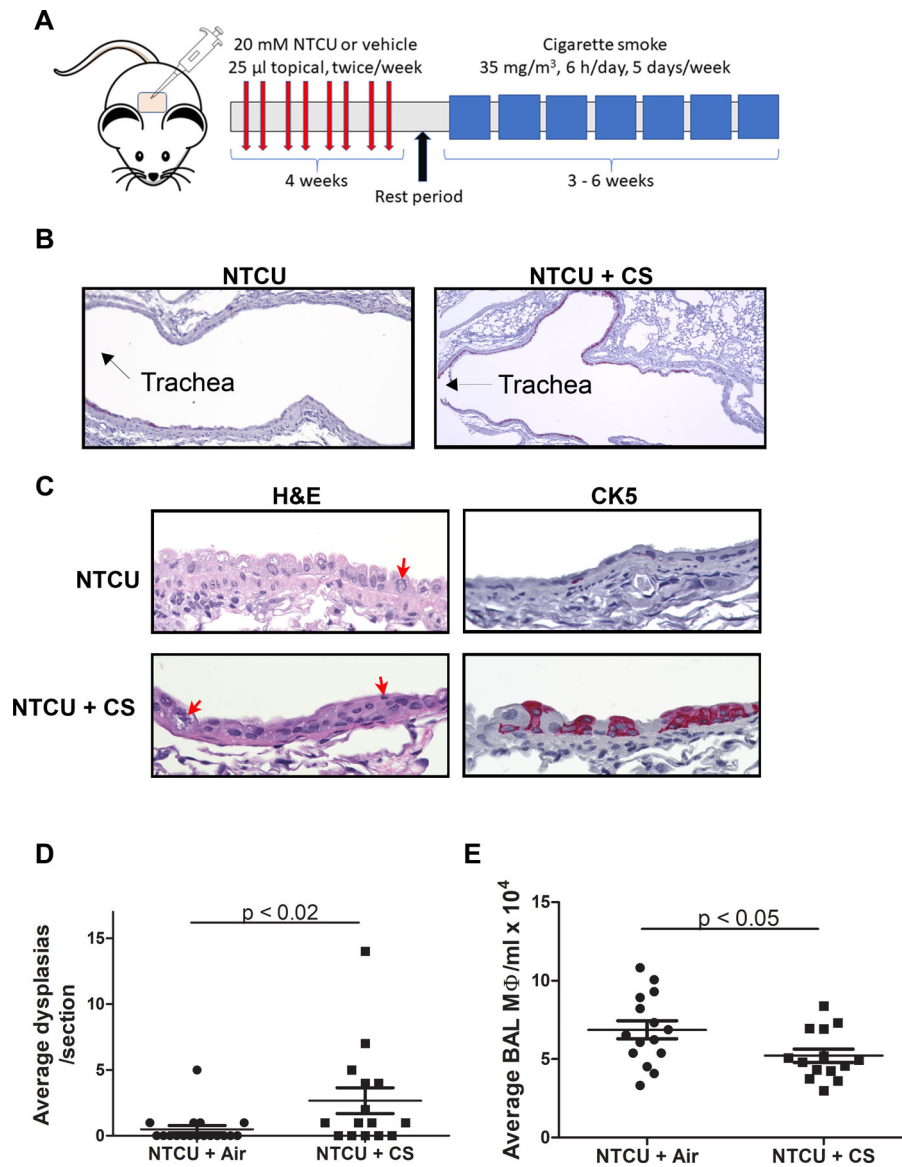 A
20 mM NTCU or vehicle
25 µl topical, twice/week
Cigarette smoke
35 mg/m³, 6 h/day, 5 days/week
4 weeks
Rest period
3 - 6 weeks
B
NTCU
NTCU + CS
Trachea
Trachea
C
H&E
CK5
NTCU
NTCU + CS
D
Average dysplasias
/section
p < 0.02
15
10
5
0
NTCU + Air
NTCU + CS
E
Average BAL MΦ/ml x 10⁴
p < 0.05
15
10
5
0
NTCU + Air
NTCU + CS